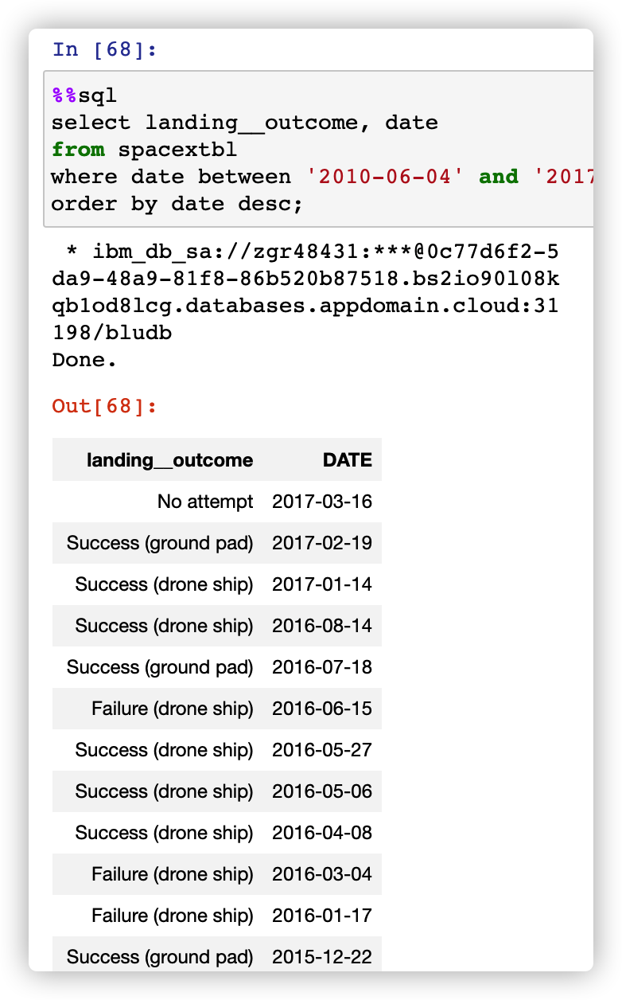 In [68]:
%%sql
select landing__outcome, date
from spacextbl
where date between '2010-06-04' and '2017
order by date desc;
* ibm_db_sa://zgr48431:***@0c77d6f2-5
da9-48a9-81f8-86b520b87518.bs2io90l08k
qb1od8lcg.databases.appdomain.cloud:31
198/bludb
Done.
Out[68]:
landing__outcome DATE
No attempt 2017-03-16
Success (ground pad) 2017-02-19
Success (drone ship) 2017-01-14
Success (drone ship) 2016-08-14
Success (ground pad) 2016-07-18
Failure (drone ship) 2016-06-15
Success (drone ship) 2016-05-27
Success (drone ship) 2016-05-06
Success (drone ship) 2016-04-08
Failure (drone ship) 2016-03-04
Failure (drone ship) 2016-01-17
Success (ground pad) 2015-12-22